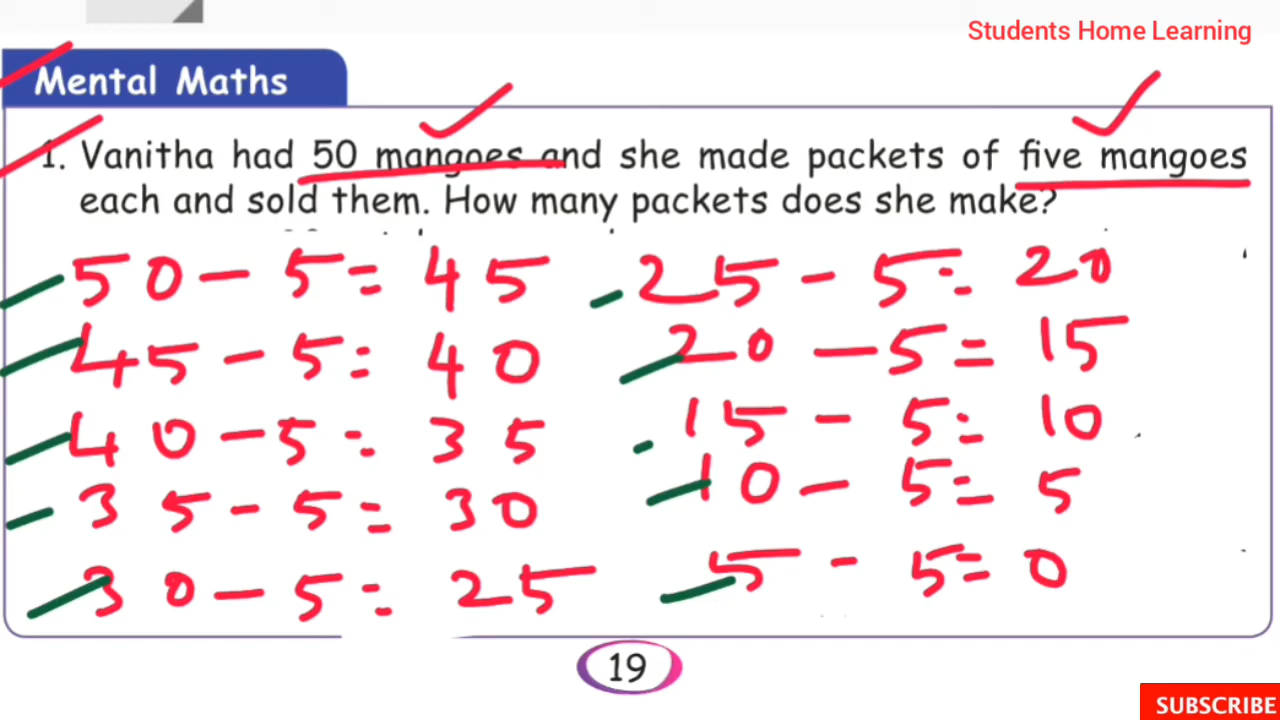 Students Home Learning
Mental Maths
1. Vanitha had 50 mangoes and she made packets of five mangoes
each and sold them. How many packets does she make?
50 - 5 = 45
45 - 5 = 40
40 - 5 = 35
35 - 5 = 30
30 - 5 = 25
25 - 5 = 20
20 - 5 = 15
15 - 5 = 10
10 - 5 = 5
5 - 5 = 0
19
SUBSCRIBE